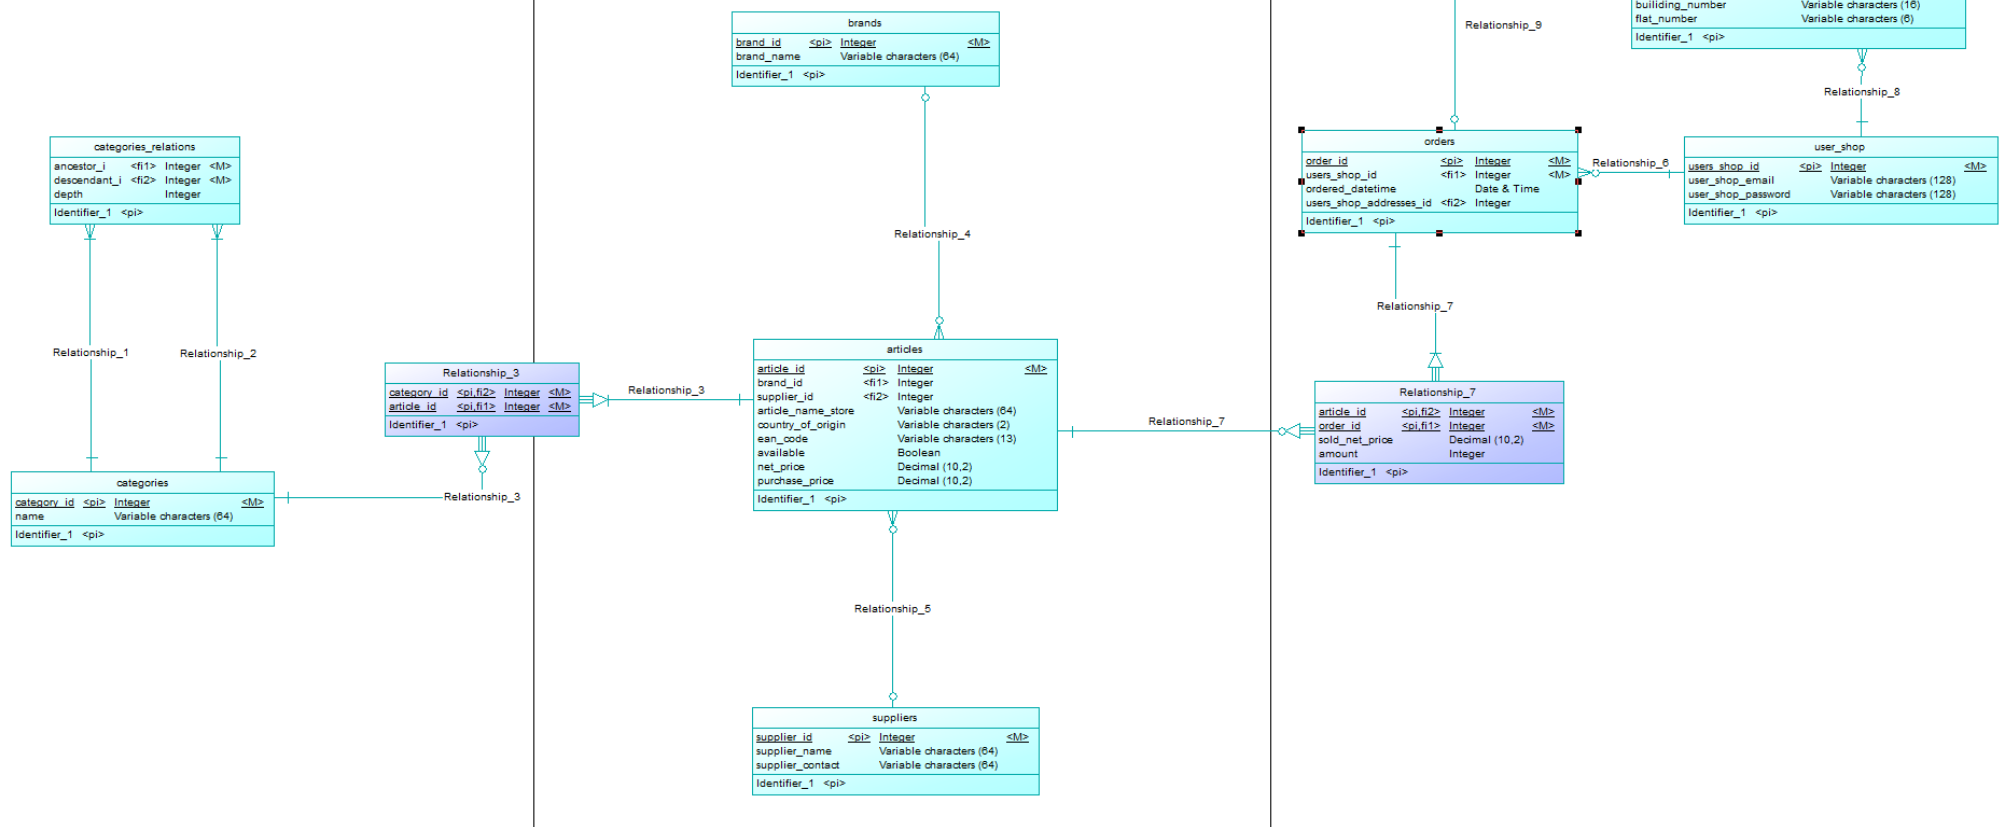 brands
brand_id <pi> Integer <M>
brand_name Variable characters (64)
Identifier_1 <pi>
Relationship_9
builiding_number Variable characters (16)
flat_number Variable characters (6)
Identifier_1 <pi>
Relationship_8
categories_relations
ancestor_i <fi1> Integer <M>
descendant_i <fi2> Integer <M>
depth Integer
Identifier_1 <pi>
orders
order_id <pi> Integer <M>
users_shop_id <fi1> Integer <M>
ordered_datetime Date & Time
users_shop_addresses_id <fi2> Integer
Identifier_1 <pi>
Relationship_6
user_shop
users_shop_id <pi> Integer <M>
user_shop_email Variable characters (128)
user_shop_password Variable characters (128)
Identifier_1 <pi>
Relationship_4
Relationship_7
Relationship_1
Relationship_2
Relationship_3
category_id <pi,fi2> Integer <M>
article_id <pi,fi1> Integer <M>
Identifier_1 <pi>
Relationship_3
articles
article_id <pi> Integer <M>
brand_id <fi1> Integer
supplier_id <fi2> Integer
article_name_store Variable characters (64)
country_of_origin Variable characters (2)
ean_code Variable characters (13)
available Boolean
net_price Decimal (10,2)
purchase_price Decimal (10,2)
Identifier_1 <pi>
Relationship_7
Relationship_7
article_id <pi,fi2> Integer <M>
order_id <pi,fi1> Integer <M>
sold_net_price Decimal (10,2)
amount Integer
Identifier_1 <pi>
categories
category_id <pi> Integer <M>
name Variable characters (64)
Identifier_1 <pi>
Relationship_3
Relationship_5
suppliers
supplier_id <pi> Integer <M>
supplier_name Variable characters (64)
supplier_contact Variable characters (64)
Identifier_1 <pi>